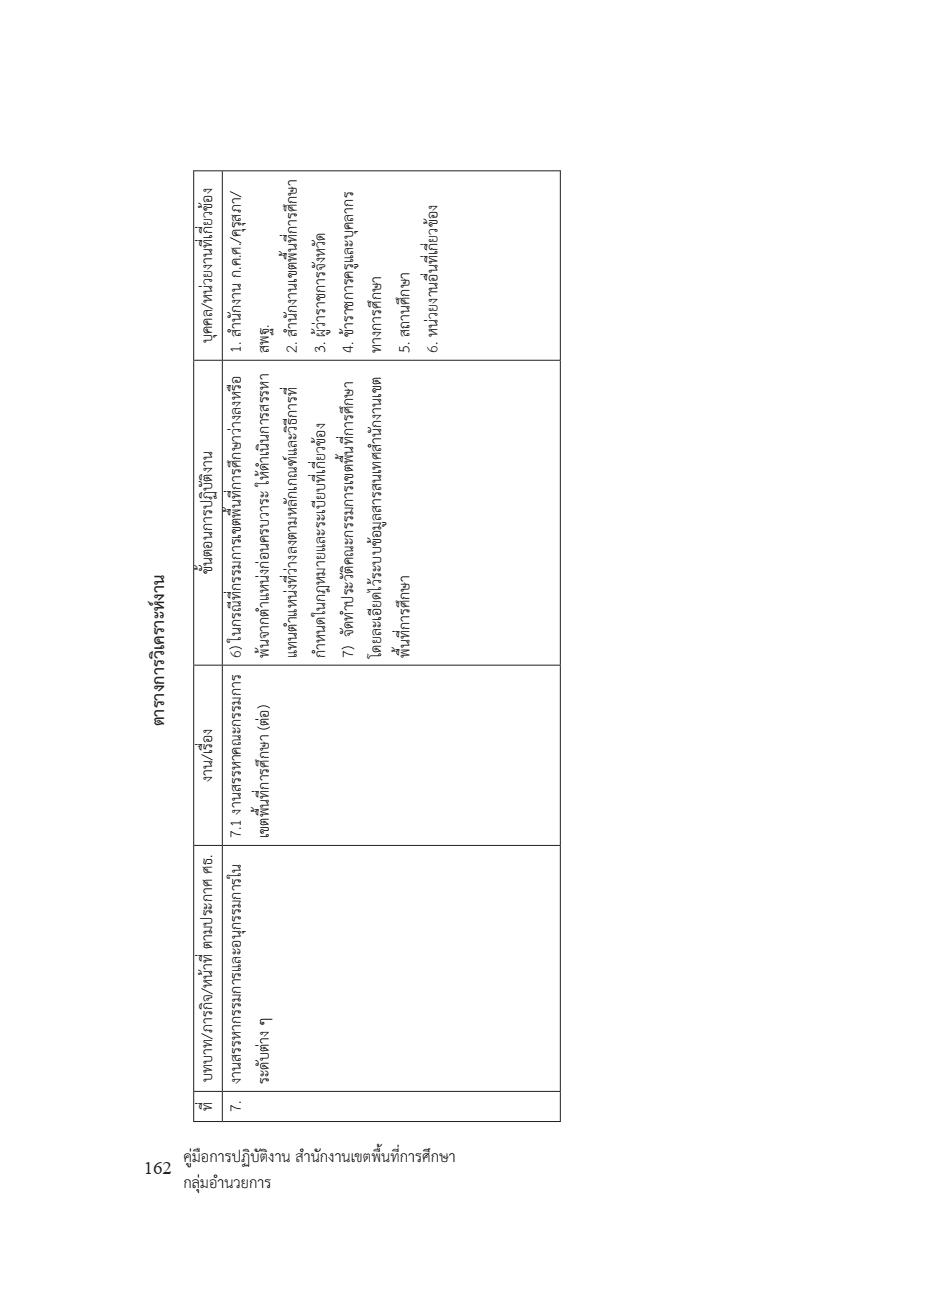 ตารางการวิเคราะห์งาน
ที่
บทบาท/ภารกิจ/หน้าที่ ตามประกาศ ศธ.
งาน/เรื่อง
ขั้นตอนการปฏิบัติงาน
บุคคล/หน่วยงานที่เกี่ยวข้อง
7.
งานสรรหากรรมการและอนุกรรมการใน
ระดับต่าง ๆ
7.1 งานสรรหาคณะกรรมการ
เขตพื้นที่การศึกษา (ต่อ)
6) ในกรณีที่กรรมการเขตพื้นที่การศึกษาว่างลงหรือ
พ้นจากตำแหน่งก่อนครบวาระ ให้ดำเนินการสรรหา
แทนตำแหน่งที่ว่างลงตามหลักเกณฑ์และวิธีการที่
กำหนดในกฎหมายและระเบียบที่เกี่ยวข้อง
7) จัดทำประวัติคณะกรรมการเขตพื้นที่การศึกษา
โดยละเอียดไว้ระบบข้อมูลสารสนเทศสำนักงานเขต
พื้นที่การศึกษา
1. สำนักงาน ก.ค.ศ./คุรุสภา/
สพฐ.
2. สำนักงานเขตพื้นที่การศึกษา
3. ผู้ว่าราชการจังหวัด
4. ข้าราชการครูและบุคลากร
ทางการศึกษา
5. สถานศึกษา
6. หน่วยงานอื่นที่เกี่ยวข้อง
162
คู่มือการปฏิบัติงาน สำนักงานเขตพื้นที่การศึกษา
กลุ่มอำนวยการ